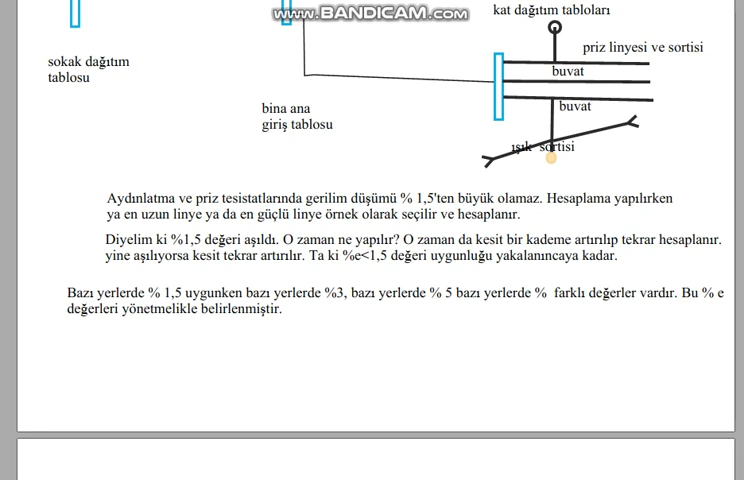 www.BANDICAM.com
kat dağıtım tabloları
priz linyesi ve sortisi
sokak dağıtım
tablosu
buvat
bina ana
giriş tablosu
buvat
ışık sortisi
Aydınlatma ve priz tesistatlarında gerilim düşümü % 1,5'ten büyük olamaz. Hesaplama yapılırken
ya en uzun linye ya da en güçlü linye örnek olarak seçilir ve hesaplanır.
Diyelim ki %1,5 değeri aşıldı. O zaman ne yapılır? O zaman da kesit bir kademe artırılıp tekrar hesaplanır.
yine aşılıyorsa kesit tekrar artırılır. Ta ki %e<1,5 değeri uygunluğu yakalanıncaya kadar.
Bazı yerlerde % 1,5 uygunken bazı yerlerde %3, bazı yerlerde % 5 bazı yerlerde % farklı değerler vardır. Bu % e
değerleri yönetmelikle belirlenmiştir.